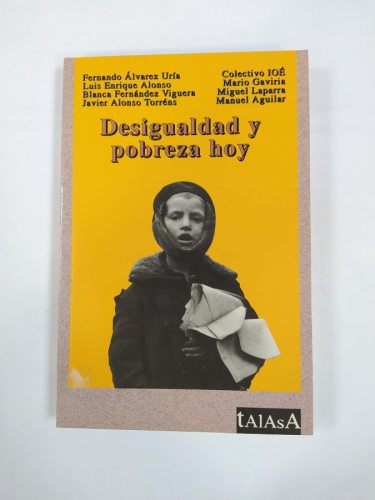 Fernando Álvarez Uría
Luis Enrique Alonso
Blanca Fernández Viguera
Javier Alonso Torréns
Colectivo IOÉ
Mario Gaviria
Miguel Laparra
Manuel Aguilar
Desigualdad y
pobreza hoy
tAlAsA